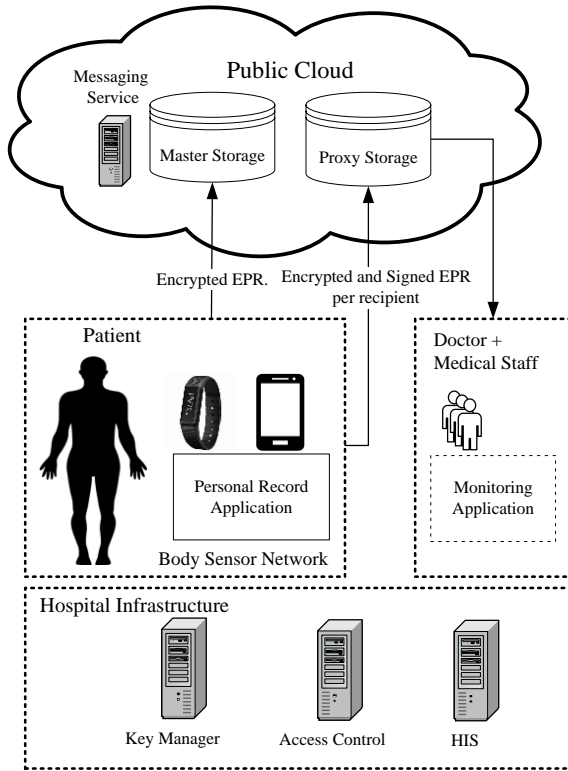 Public Cloud
Messaging
Service
Master Storage
Proxy Storage
Encrypted EPR.
Encrypted and Signed EPR
per recipient
Patient
Doctor +
Medical Staff
Personal Record
Application
Monitoring
Application
Body Sensor Network
Hospital Infrastructure
Key Manager
Access Control
HIS